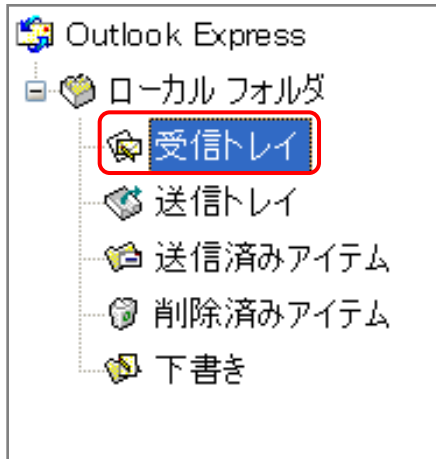 Outlook Express
ローカル フォルダ
受信トレイ
送信トレイ
送信済みアイテム
削除済みアイテム
下書き